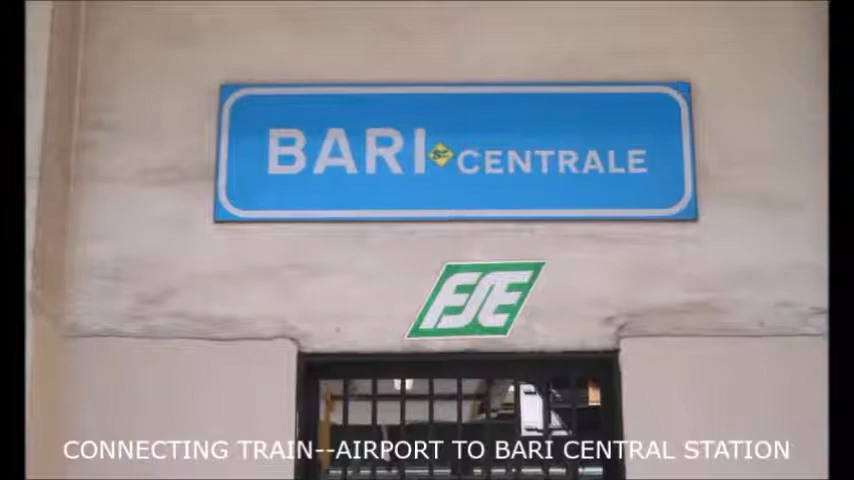 BARI CENTRALE
FSE
CONNECTING TRAIN--AIRPORT TO BARI CENTRAL STATION